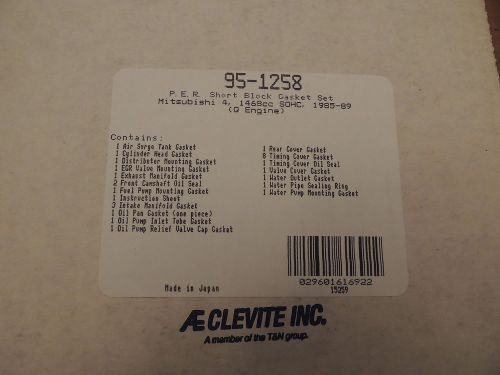 95-1258
P.E.R. Short Block Gasket Set
Mitsubishi 4, 1468cc SOHC, 1985-89
(Q Engine)
Contains:
1 Air Surge Tank Gasket
1 Cylinder Head Gasket
1 Distributor Mounting Gasket
1 EGR Valve Mounting Gasket
1 Exhaust Manifold Gasket
2 Front Camshaft Oil Seal
1 Fuel Pump Mounting Gasket
1 Instruction Sheet
3 Intake Manifold Gasket
1 Oil Pan Gasket (one piece)
1 Oil Pump Inlet Tube Gasket
1 Oil Pump Relief Valve Cap Gasket
1 Rear Cover Gasket
8 Timing Cover Gasket
1 Timing Cover Oil Seal
1 Valve Cover Gasket
1 Water Outlet Gasket
1 Water Pipe Sealing Ring
1 Water Pump Mounting Gasket
029601616922
15259
Made in Japan
AE CLEVITE INC.
A member of the T&N group.